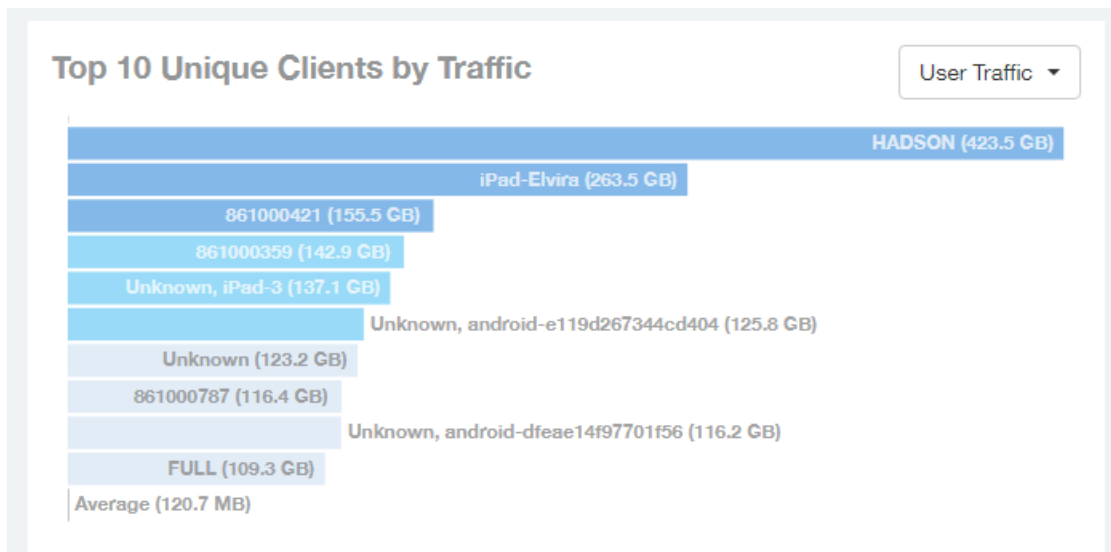 Top 10 Unique Clients by Traffic
User Traffic
HADSON (423.5 GB)
iPad-Elvira (263.5 GB)
861000421 (155.5 GB)
861000359 (142.9 GB)
Unknown, iPad-3 (137.1 GB)
Unknown, android-e119d267344cd404 (125.8 GB)
Unknown (123.2 GB)
861000787 (116.4 GB)
Unknown, android-dfeae14f97701f56 (116.2 GB)
FULL (109.3 GB)
Average (120.7 MB)